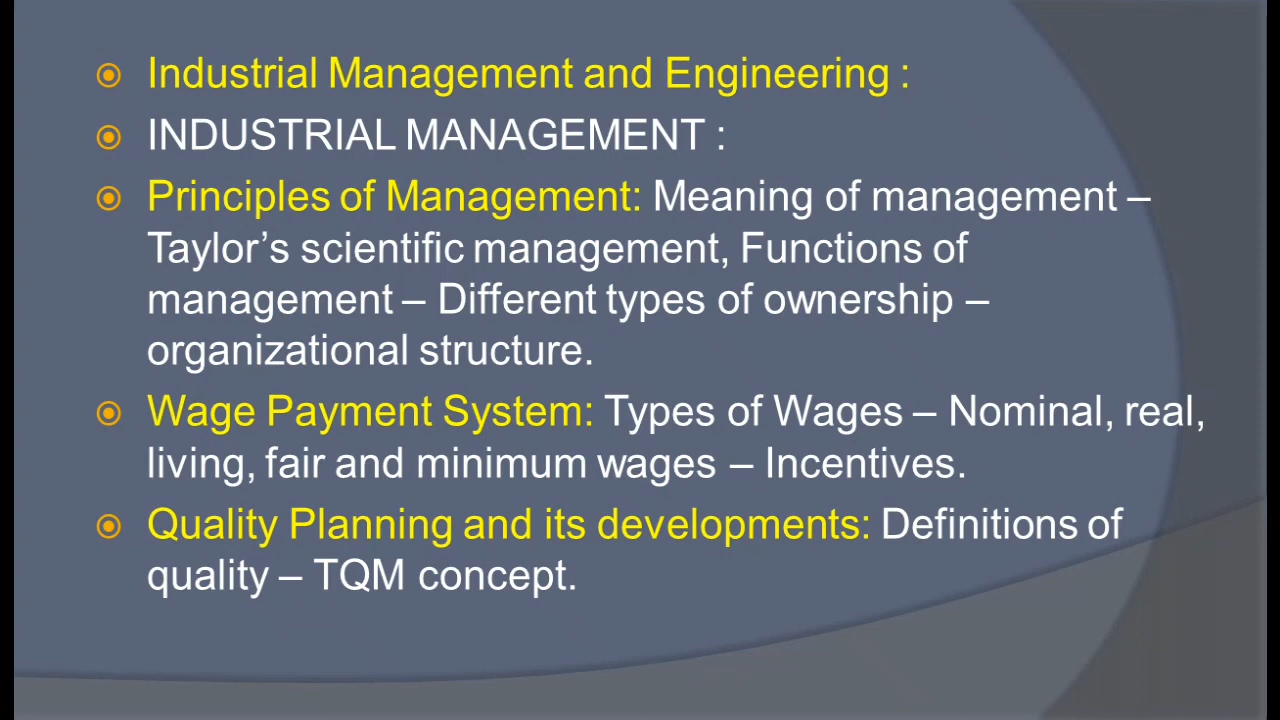 Industrial Management and Engineering :
INDUSTRIAL MANAGEMENT :
Principles of Management: Meaning of management –
Taylor’s scientific management, Functions of
management – Different types of ownership –
organizational structure.
Wage Payment System: Types of Wages – Nominal, real,
living, fair and minimum wages – Incentives.
Quality Planning and its developments: Definitions of
quality – TQM concept.